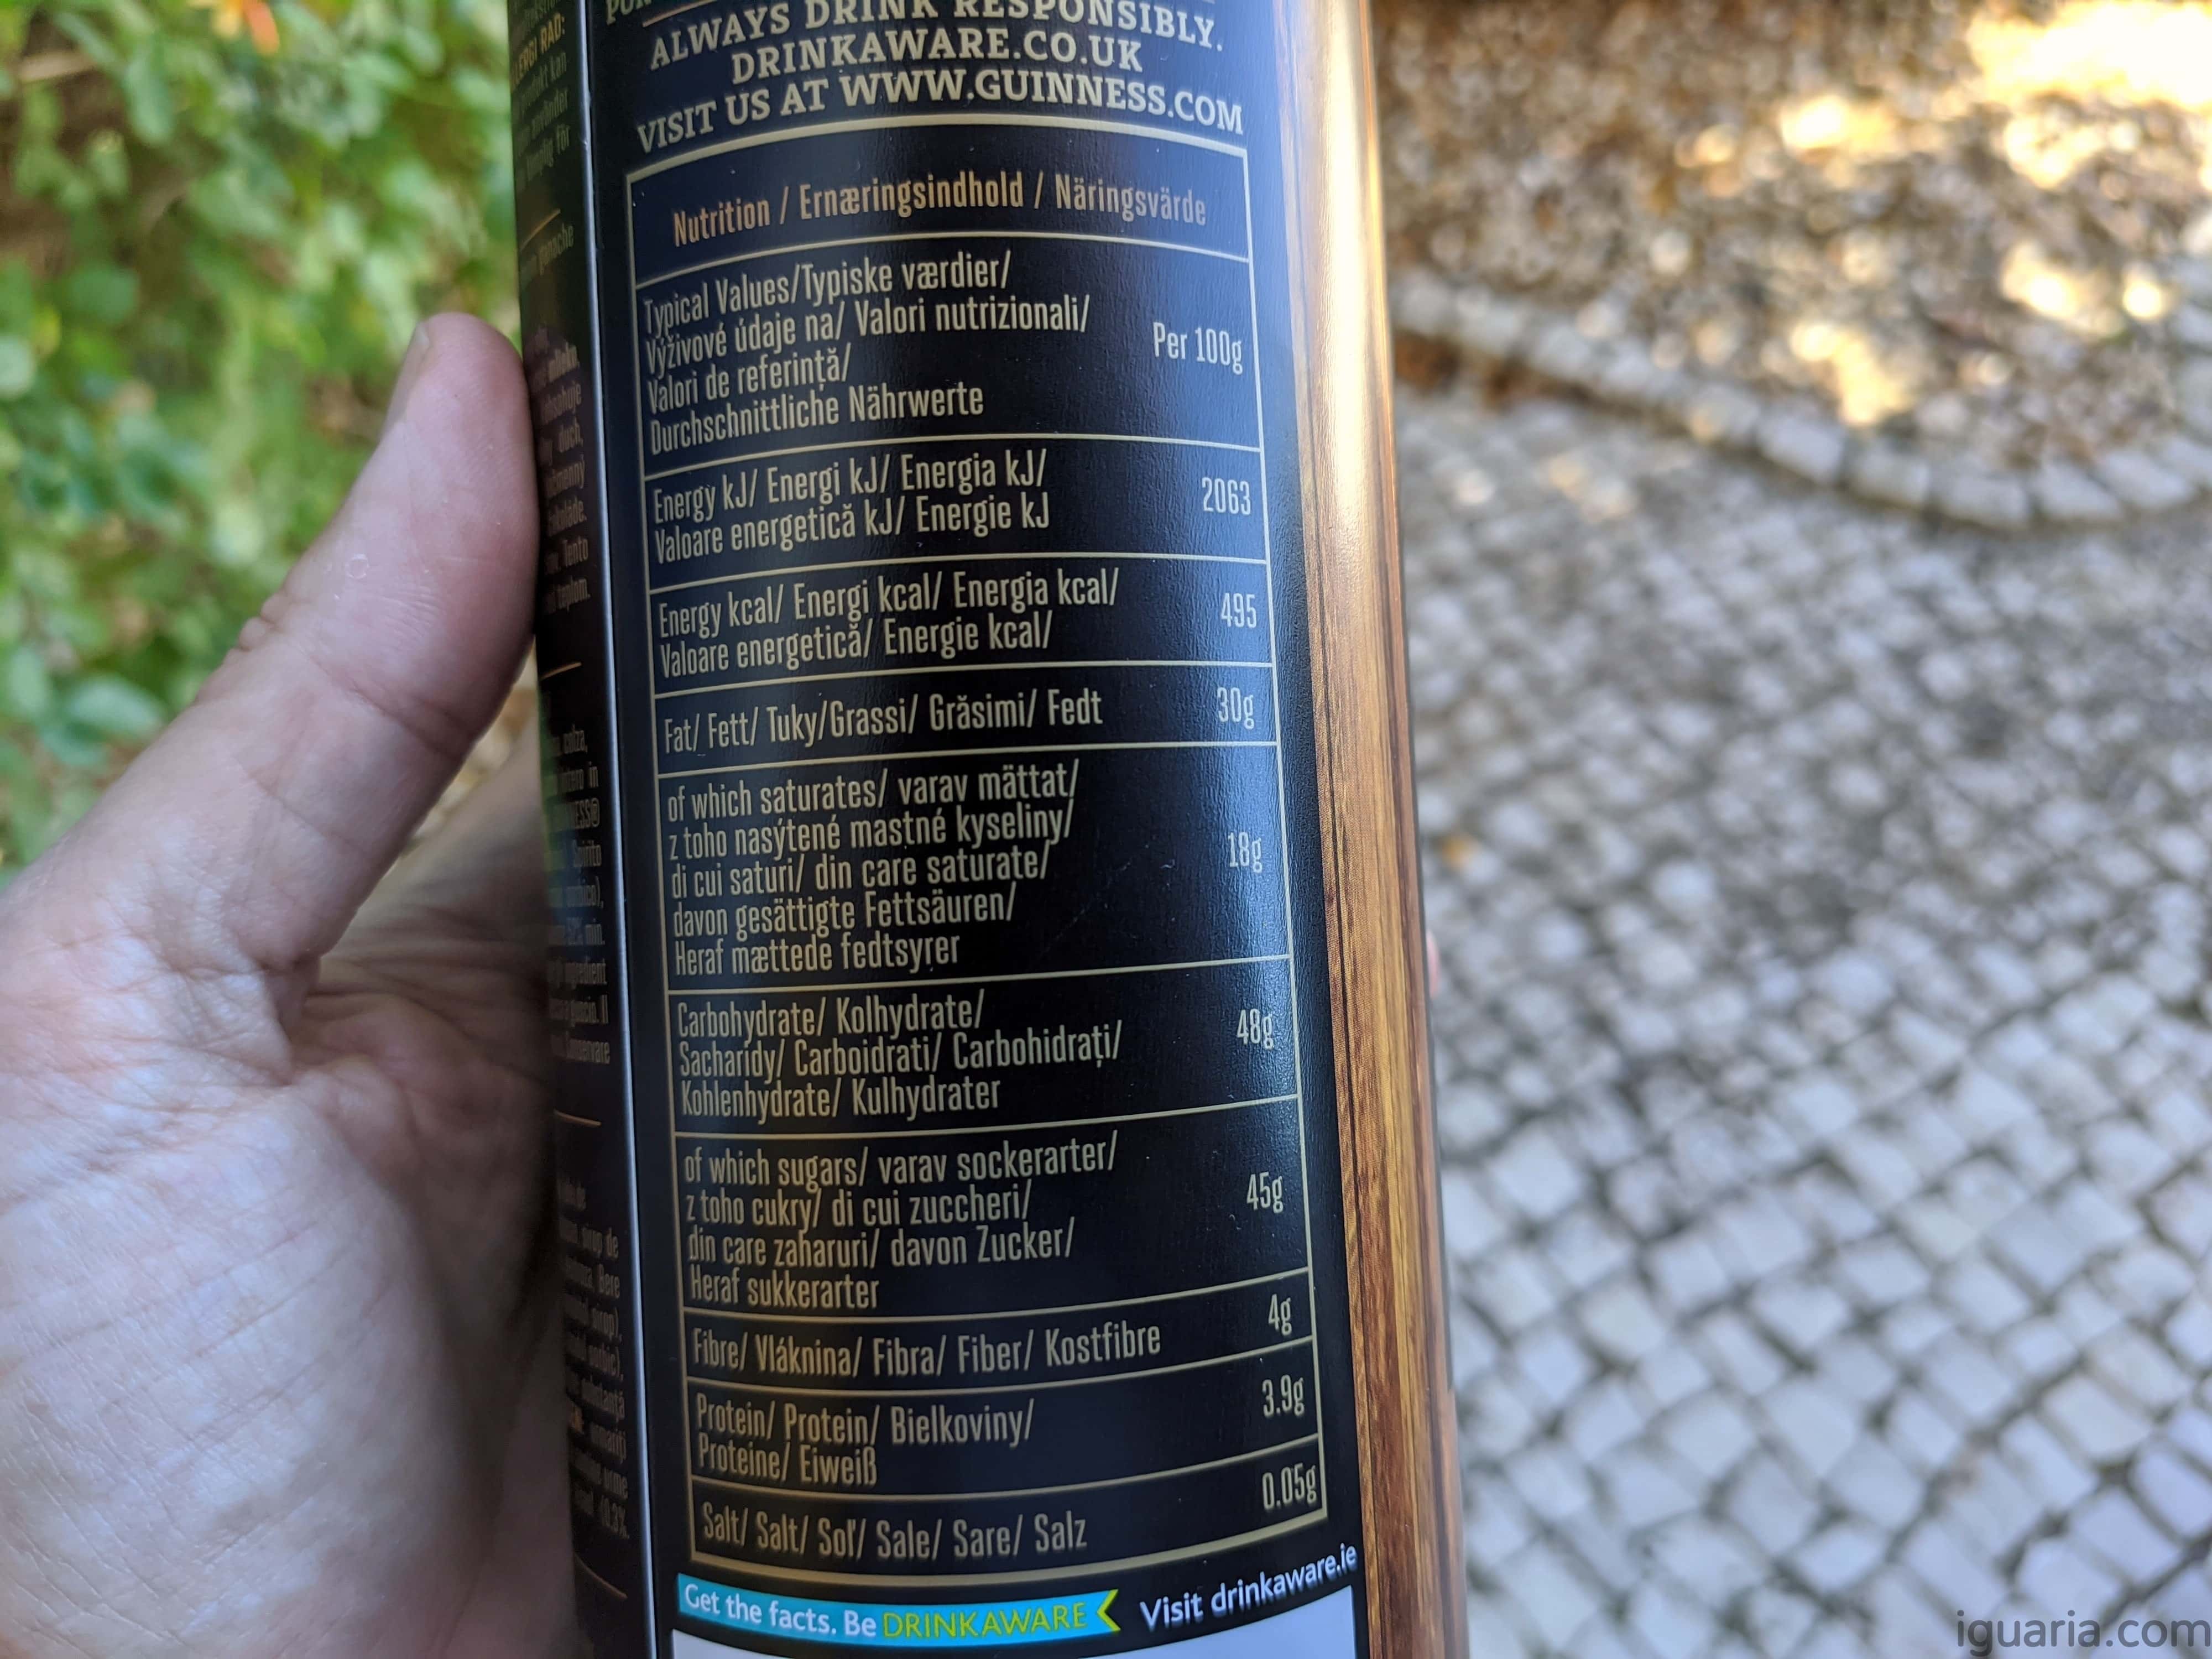 ALWAYS DRINK RESPONSIBLY.
DRINKAWARE.CO.UK
VISIT US AT WWW.GUINNESS.COM
Nutrition / Ernæringsindhold / Näringsvärde
Typical Values/Typiske værdier/
Výživové údaje na/ Valori nutrizionali/
Valori de referință/
Durchschnittliche Nährwerte
Per 100g
Energy kJ/ Energi kJ/ Energia kJ/
Valoare energetică kJ/ Energie kJ
2063
Energy kcal/ Energi kcal/ Energia kcal/
Valoare energetică/ Energie kcal/
495
Fat/ Fett/ Tuky/Grassi/ Grăsimi/ Fedt
30g
of which saturates/ varav mättat/
z toho nasýtené mastné kyseliny/
di cui saturi/ din care saturate/
davon gesättigte Fettsäuren/
Heraf mættede fedtsyrer
18g
Carbohydrate/ Kolhydrate/
Sacharidy/ Carboidrati/ Carbohidrați/
Kohlenhydrate/ Kulhydrater
48g
of which sugars/ varav sockerarter/
z toho cukry/ di cui zuccheri/
din care zaharuri/ davon Zucker/
Heraf sukkerarter
45g
Fibre/ Vláknina/ Fibra/ Fiber/ Kostfibre
4g
Protein/ Protein/ Bielkoviny/
Proteine/ Eiweiß
3.9g
Salt/ Salt/ Soľ/ Sale/ Sare/ Salz
0.05g
Get the facts. Be DRINKAWARE
Visit drinkaware.ie
iguaria.com